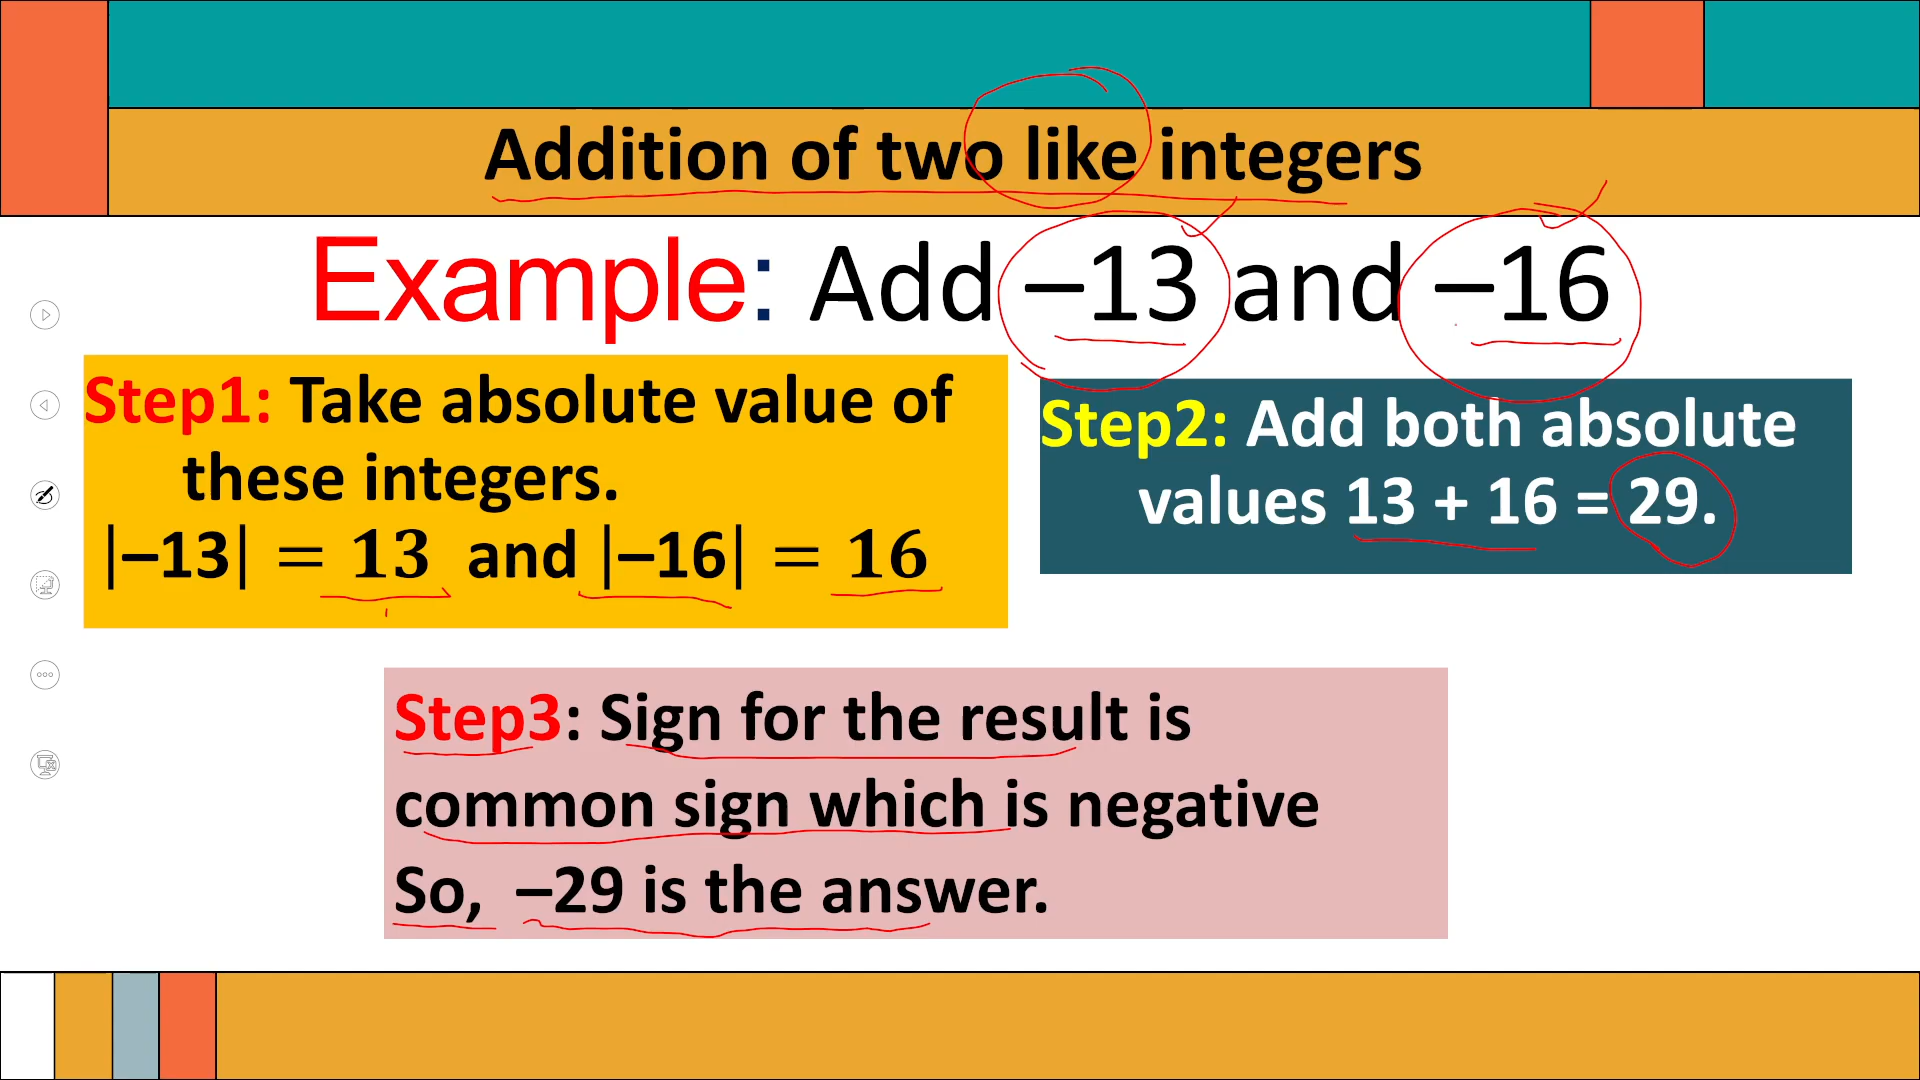 Addition of two like integers
Example: Add –13 and –16
Step1: Take absolute value of
these integers.
|–13| = 13 and |–16| = 16
Step2: Add both absolute
values 13 + 16 = 29.
Step3: Sign for the result is
common sign which is negative
So, –29 is the answer.